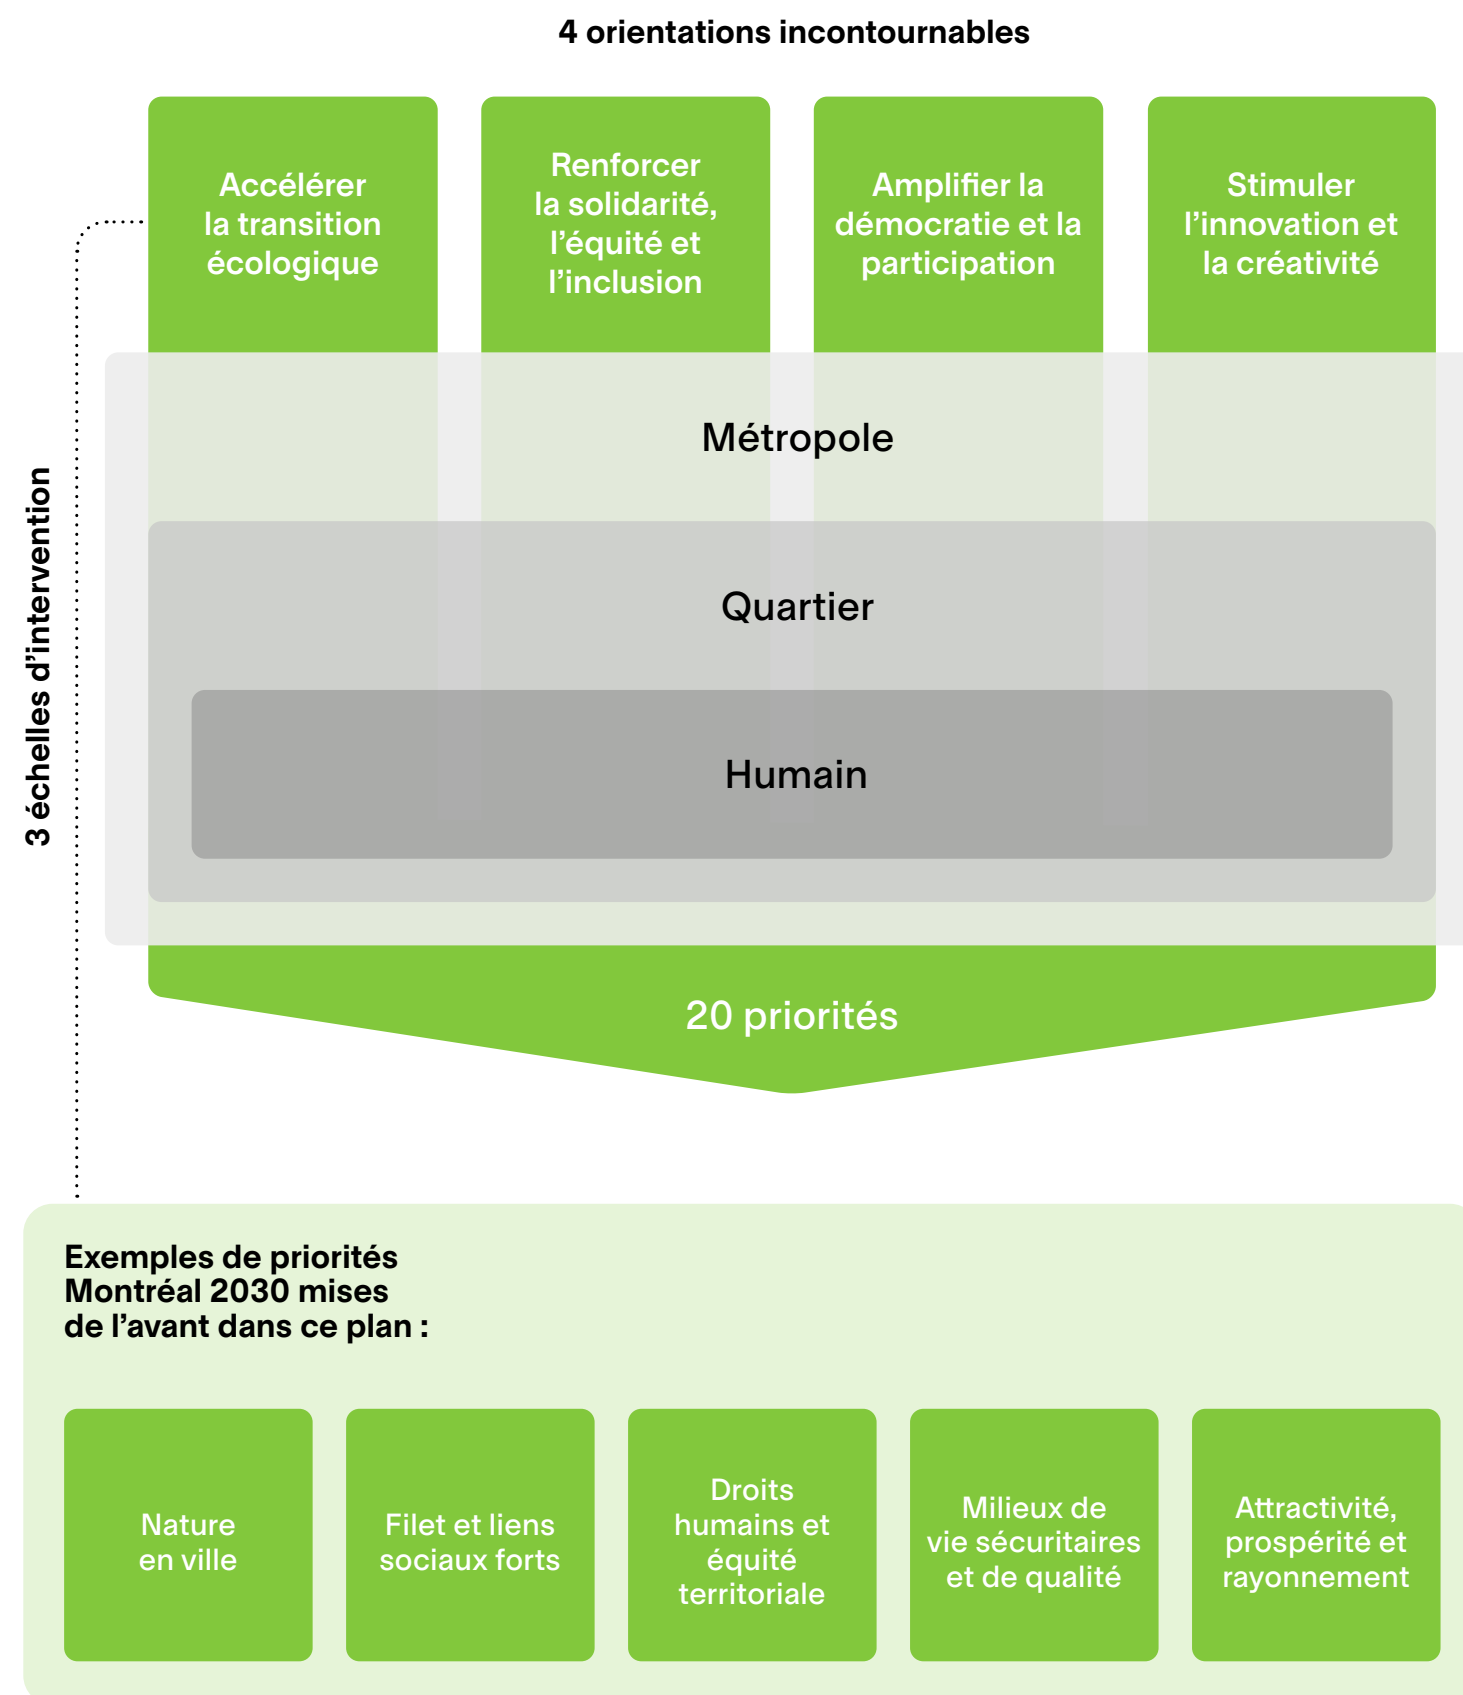 4 orientations incontournables
Accélérer
la transition
écologique
Renforcer
la solidarité,
l’équité et
l’inclusion
Amplifier la
démocratie et la
participation
Stimuler
l’innovation et
la créativité
3 échelles d’intervention
Métropole
Quartier
Humain
20 priorités
Exemples de priorités
Montréal 2030 mises
de l’avant dans ce plan :
Nature
en ville
Filet et liens
sociaux forts
Droits
humains et
équité
territoriale
Milieux de
vie sécuritaires
et de qualité
Attractivité,
prospérité et
rayonnement